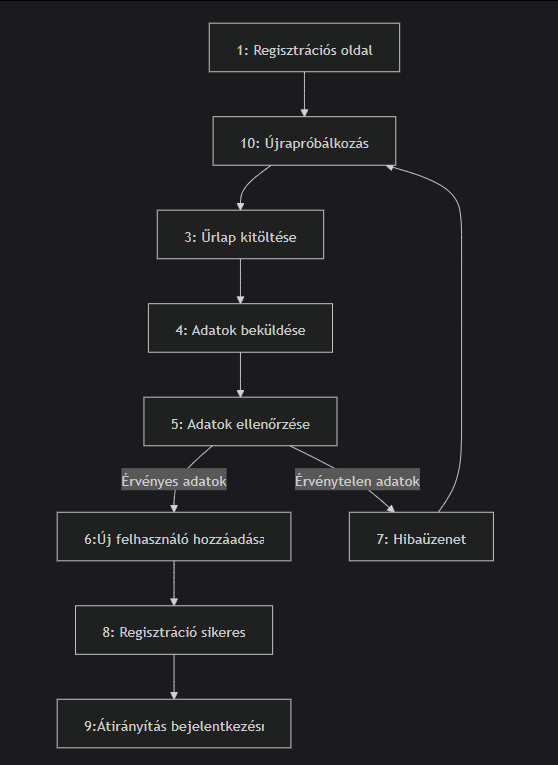 1: Regisztrációs oldal
10: Újrapróbálkozás
3: Űrlap kitöltése
4: Adatok beküldése
5: Adatok ellenőrzése
Érvényes adatok
Érvénytelen adatok
6:Új felhasználó hozzáadása
7: Hibaüzenet
8: Regisztráció sikeres
9:Átirányítás